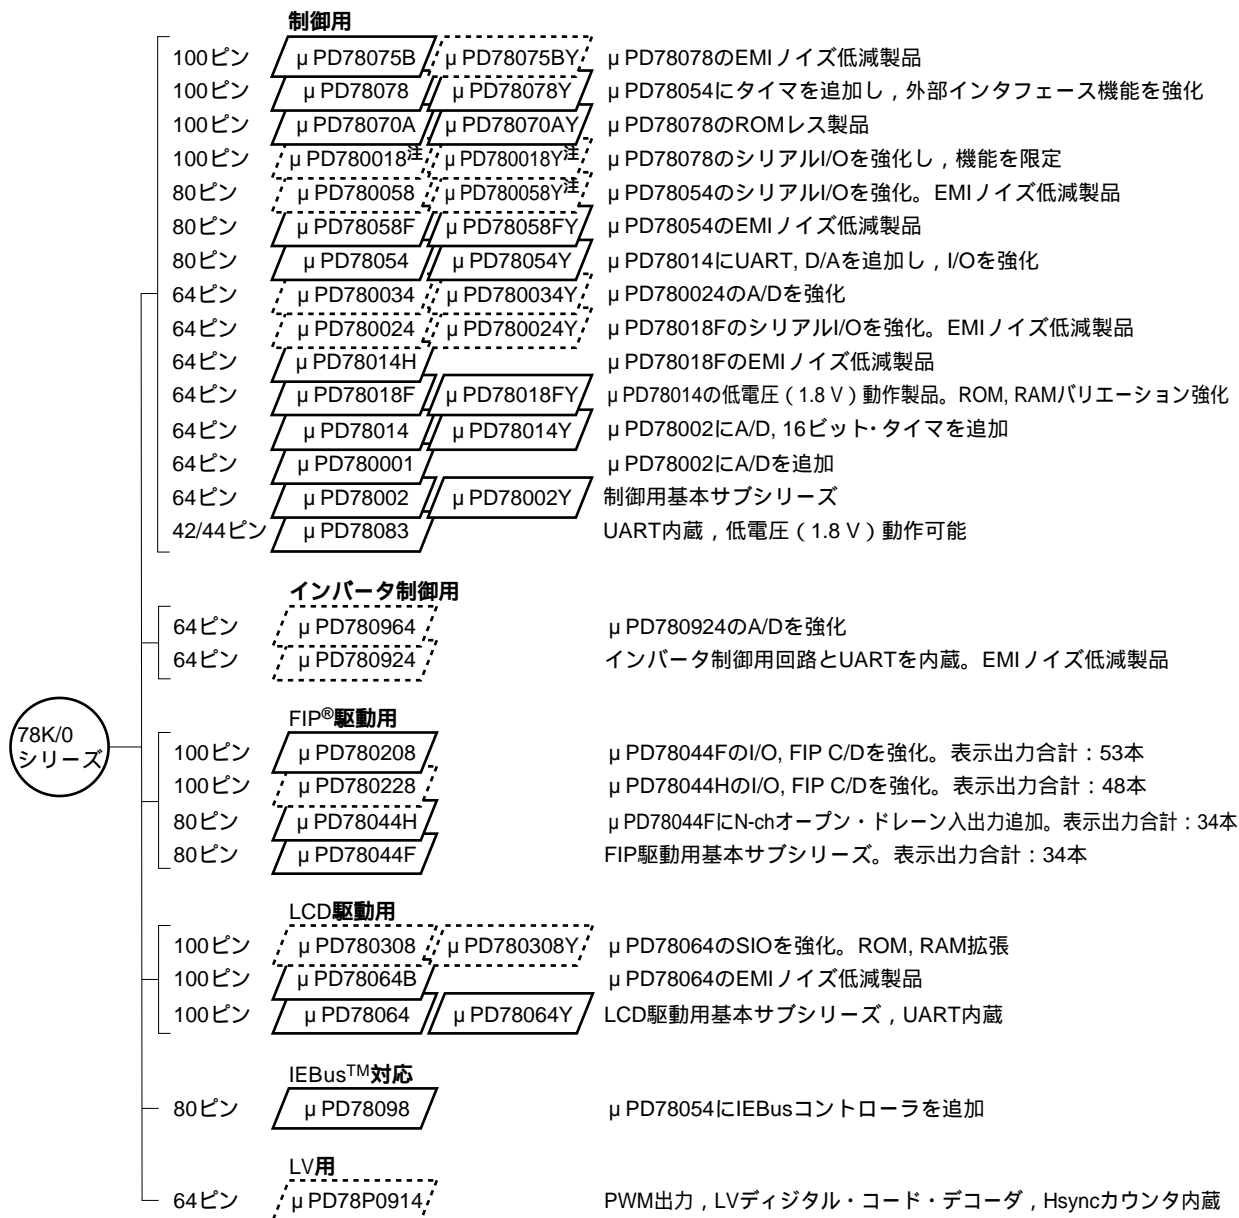 制御用
100ピン μPD78075B μPD78075BY μPD78078のEMIノイズ低減製品
100ピン μPD78078 μPD78078Y μPD78054にタイマを追加し，外部インタフェース機能を強化
100ピン μPD78070A μPD78070AY μPD78078のROMレス製品
100ピン μPD780018注 μPD780018Y注 μPD78078のシリアルI/Oを強化し，機能を限定
80ピン μPD780058 μPD780058Y注 μPD78054のシリアルI/Oを強化。EMIノイズ低減製品
80ピン μPD78058F μPD78058FY μPD78054のEMIノイズ低減製品
80ピン μPD78054 μPD78054Y μPD78014にUART, D/Aを追加し，I/Oを強化
64ピン μPD780034 μPD780034Y μPD780024のA/Dを強化
64ピン μPD780024 μPD780024Y μPD78018FのシリアルI/Oを強化。EMIノイズ低減製品
64ピン μPD78014H μPD78018FのEMIノイズ低減製品
64ピン μPD78018F μPD78018FY μPD78014の低電圧（1.8 V）動作製品。ROM, RAMバリエーション強化
64ピン μPD78014 μPD78014Y μPD78002にA/D, 16ビット・タイマを追加
64ピン μPD780001 μPD78002にA/Dを追加
64ピン μPD78002 μPD78002Y 制御用基本サブシリーズ
42/44ピン μPD78083 UART内蔵，低電圧（1.8 V）動作可能
インバータ制御用
64ピン μPD780964 μPD780924のA/Dを強化
64ピン μPD780924 インバータ制御用回路とUARTを内蔵。EMIノイズ低減製品
78K/0
シリーズ
FIP®駆動用
100ピン μPD780208 μPD78044FのI/O, FIP C/Dを強化。表示出力合計：53本
100ピン μPD780228 μPD78044HのI/O, FIP C/Dを強化。表示出力合計：48本
80ピン μPD78044H μPD78044FにN-chオープン・ドレーン入出力追加。表示出力合計：34本
80ピン μPD78044F FIP駆動用基本サブシリーズ。表示出力合計：34本
LCD駆動用
100ピン μPD780308 μPD780308Y μPD78064のSIOを強化。ROM, RAM拡張
100ピン μPD78064B μPD78064のEMIノイズ低減製品
100ピン μPD78064 μPD78064Y LCD駆動用基本サブシリーズ，UART内蔵
IEBus™対応
80ピン μPD78098 μPD78054にIEBusコントローラを追加
LV用
64ピン μPD78P0914 PWM出力，LVディジタル・コード・デコーダ，Hsyncカウンタ内蔵